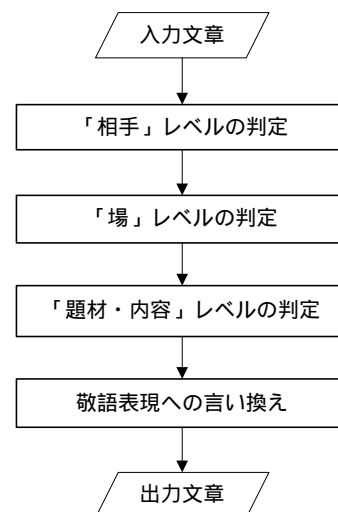 入力文章
「相手」レベルの判定
「場」レベルの判定
「題材・内容」レベルの判定
敬語表現への言い換え
出力文章